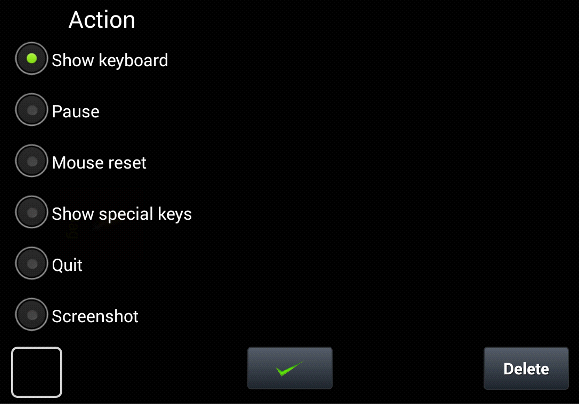 Action
Show keyboard
Pause
Mouse reset
Show special keys
Quit
Screenshot
Delete